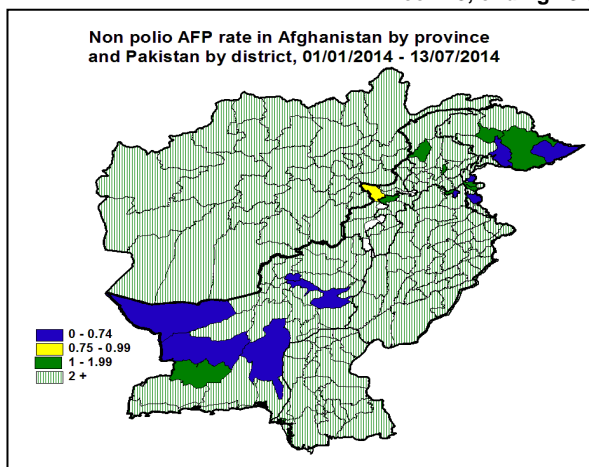 Non polio AFP rate in Afghanistan by province
and Pakistan by district, 01/01/2014 - 13/07/2014
0 - 0.74
0.75 - 0.99
1 - 1.99
2 +